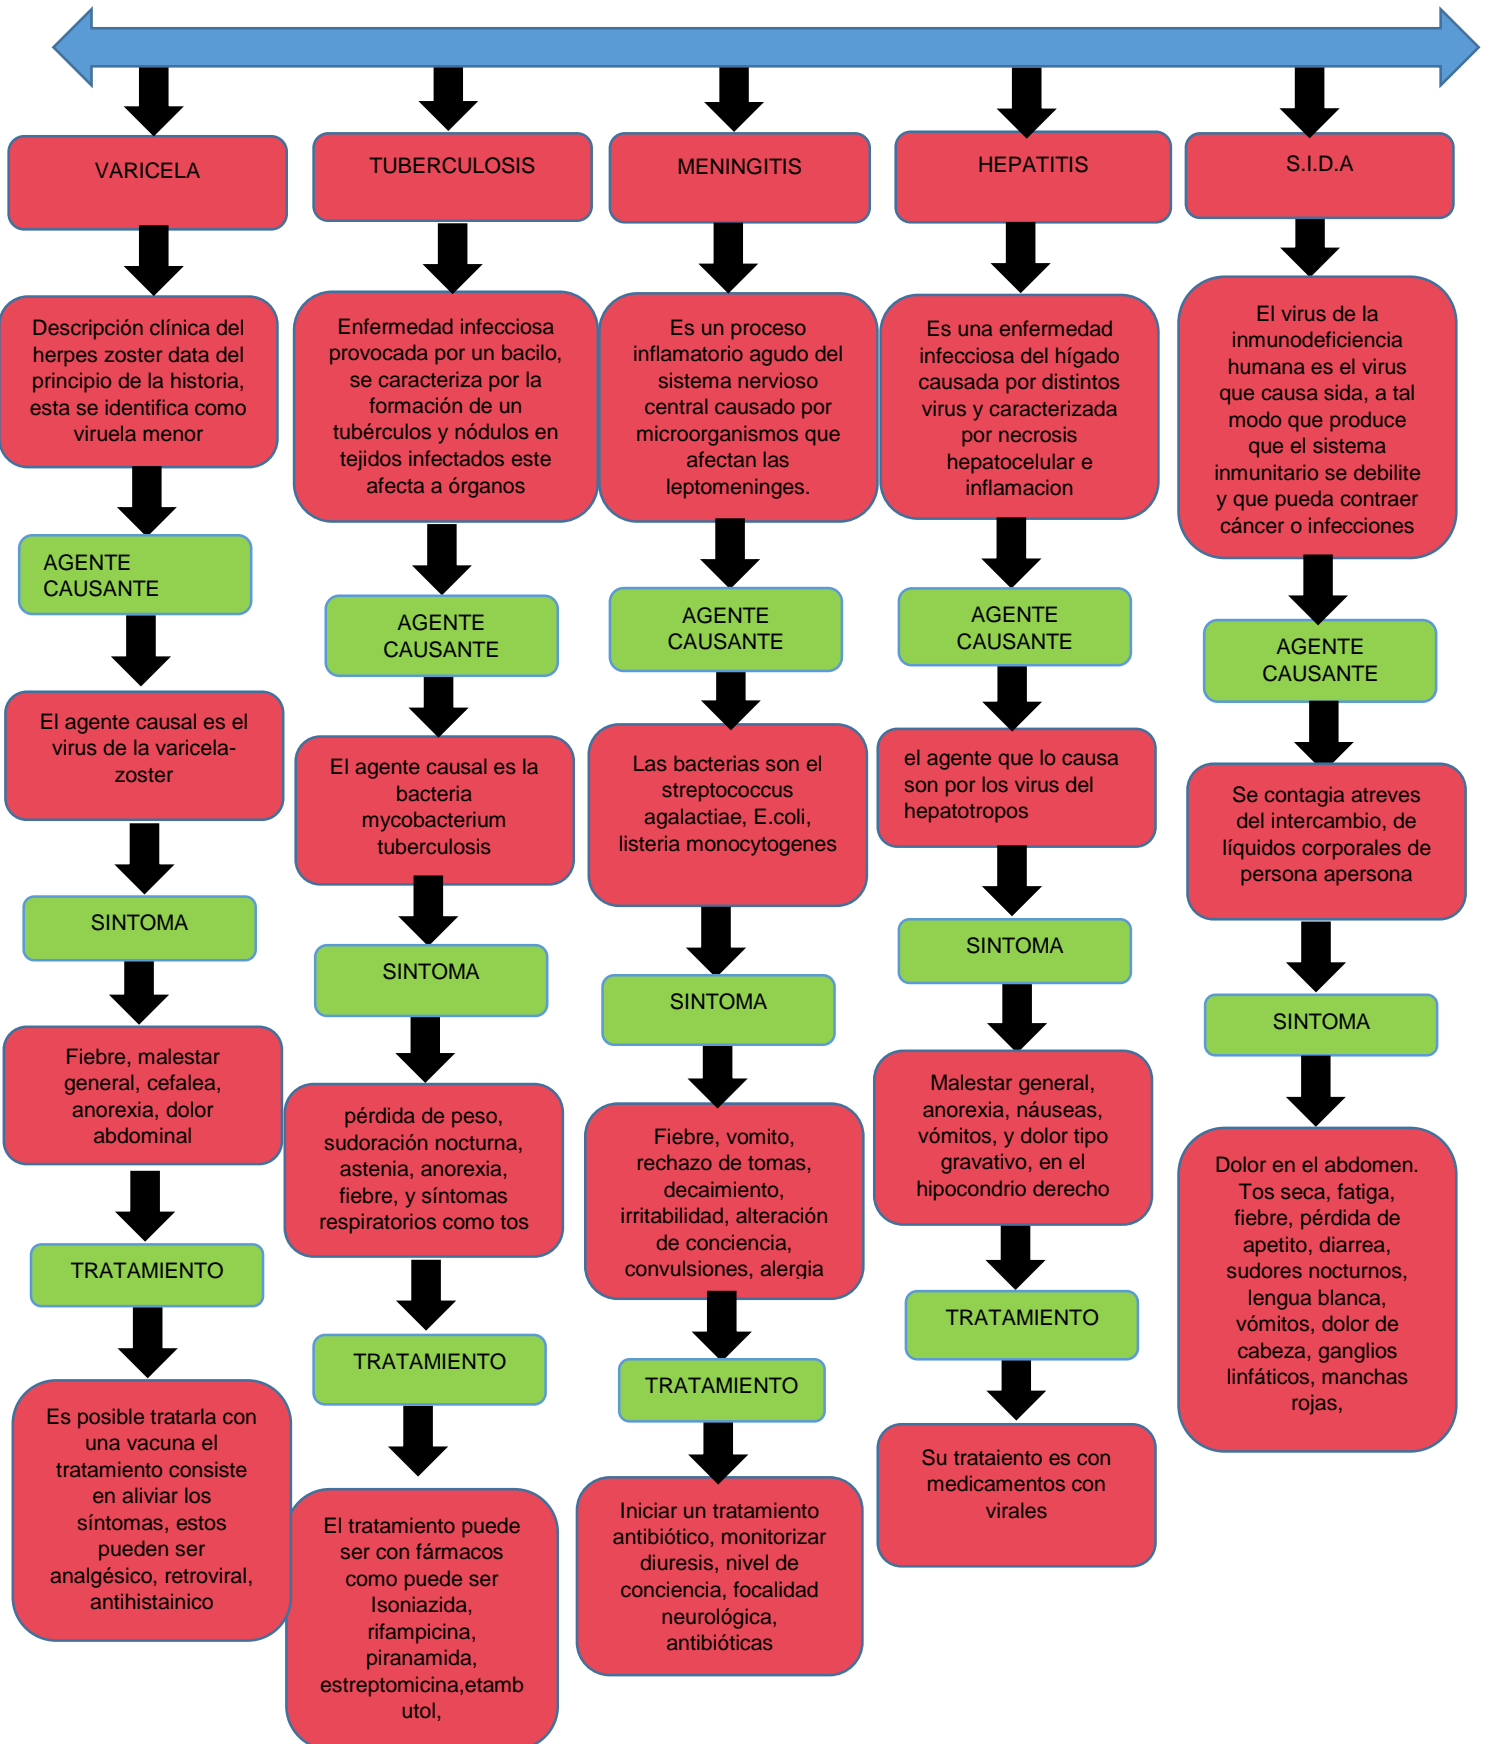 VARICELA
Descripción clínica del
herpes zoster data del
principio de la historia,
esta se identifica como
viruela menor
AGENTE
CAUSANTE
El agente causal es el
virus de la varicela-
zoster
SINTOMA
Fiebre, malestar
general, cefalea,
anorexia, dolor
abdominal
TRATAMIENTO
Es posible tratarla con
una vacuna el
tratamiento consiste
en aliviar los
síntomas, estos
pueden ser
analgésico, retroviral,
antihistainico
TUBERCULOSIS
Enfermedad infecciosa
provocada por un bacilo,
se caracteriza por la
formación de un
tubérculos y nódulos en
tejidos infectados este
afecta a órganos
AGENTE
CAUSANTE
El agente causal es la
bacteria
mycobacterium
tuberculosis
SINTOMA
pérdida de peso,
sudoración nocturna,
astenia, anorexia,
fiebre, y síntomas
respiratorios como tos
TRATAMIENTO
El tratamiento puede
ser con fármacos
como puede ser
Isoniazida,
rifampicina,
piranamida,
estreptomicina,etamb
utol,
MENINGITIS
Es un proceso
inflamatorio agudo del
sistema nervioso
central causado por
microorganismos que
afectan las
leptomeninges.
AGENTE
CAUSANTE
Las bacterias son el
streptococcus
agalactiae, E.coli,
listeria monocytogenes
SINTOMA
Fiebre, vomito,
rechazo de tomas,
decaimiento,
irritabilidad, alteración
de conciencia,
convulsiones, alergia
TRATAMIENTO
Iniciar un tratamiento
antibiótico, monitorizar
diuresis, nivel de
conciencia, focalidad
neurológica,
antibióticas
HEPATITIS
Es una enfermedad
infecciosa del hígado
causada por distintos
virus y caracterizada
por necrosis
hepatocelular e
inflamacion
AGENTE
CAUSANTE
el agente que lo causa
son por los virus del
hepatotropos
SINTOMA
Malestar general,
anorexia, náuseas,
vómitos, y dolor tipo
gravativo, en el
hipocondrio derecho
TRATAMIENTO
Su trataiento es con
medicamentos con
virales
S.I.D.A
El virus de la
inmunodeficiencia
humana es el virus
que causa sida, a tal
modo que produce
que el sistema
inmunitario se debilite
y que pueda contraer
cáncer o infecciones
AGENTE
CAUSANTE
Se contagia atreves
del intercambio, de
líquidos corporales de
persona apersona
SINTOMA
Dolor en el abdomen.
Tos seca, fatiga,
fiebre, pérdida de
apetito, diarrea,
sudores nocturnos,
lengua blanca,
vómitos, dolor de
cabeza, ganglios
linfáticos, manchas
rojas,